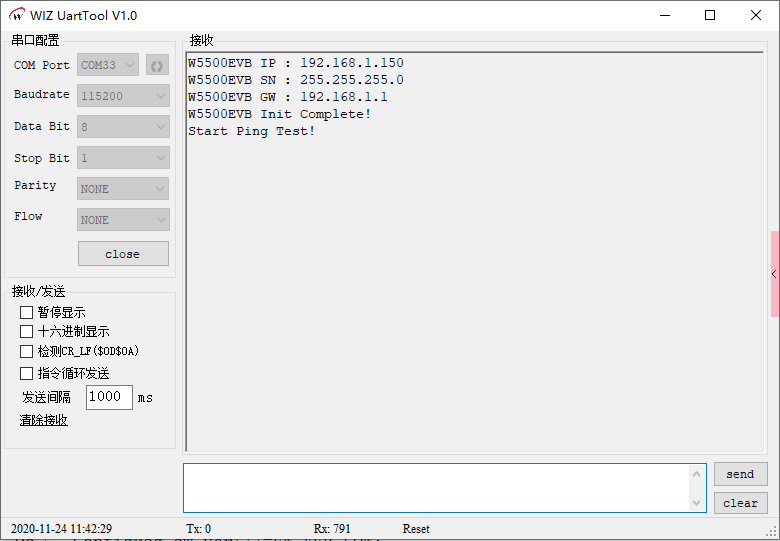 WIZ UartTool V1.0
串口配置
COM Port COM33
Baudrate 115200
Data Bit 8
Stop Bit 1
Parity NONE
Flow NONE
close
接收/发送
暂停显示
十六进制显示
检测CR_LF($0D$0A)
指令循环发送
发送间隔 1000 ms
清除接收
接收
W5500EVB IP : 192.168.1.150
W5500EVB SN : 255.255.255.0
W5500EVB GW : 192.168.1.1
W5500EVB Init Complete!
Start Ping Test!
send
clear
2020-11-24 11:42:29 Tx: 0 Rx: 791 Reset